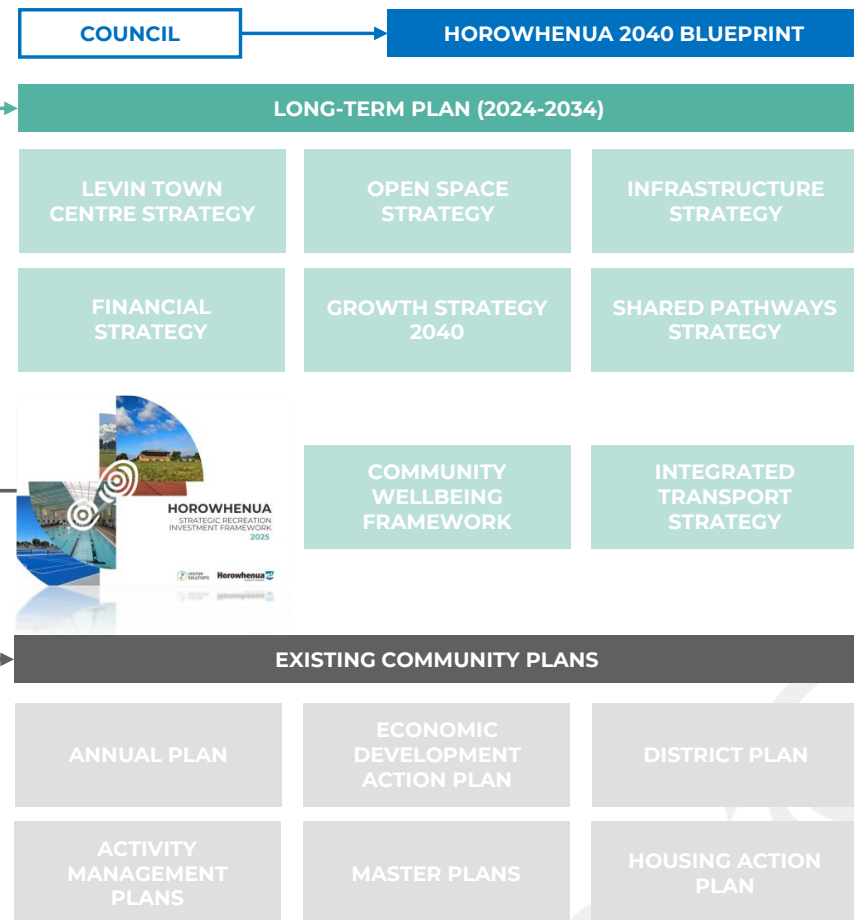 COUNCIL
HOROWHENUA 2040 BLUEPRINT
LONG-TERM PLAN (2024-2034)
LEVIN TOWN
CENTRE STRATEGY
OPEN SPACE
STRATEGY
INFRASTRUCTURE
STRATEGY
FINANCIAL
STRATEGY
GROWTH STRATEGY
2040
SHARED PATHWAYS
STRATEGY
HOROWHENUA
STRATEGIC RECREATION
INVESTMENT FRAMEWORK
2025
Horowhenua
COMMUNITY
WELLBEING
FRAMEWORK
INTEGRATED
TRANSPORT
STRATEGY
EXISTING COMMUNITY PLANS
ANNUAL PLAN
ECONOMIC
DEVELOPMENT
ACTION PLAN
DISTRICT PLAN
ACTIVITY
MANAGEMENT
PLANS
MASTER PLANS
HOUSING ACTION
PLAN